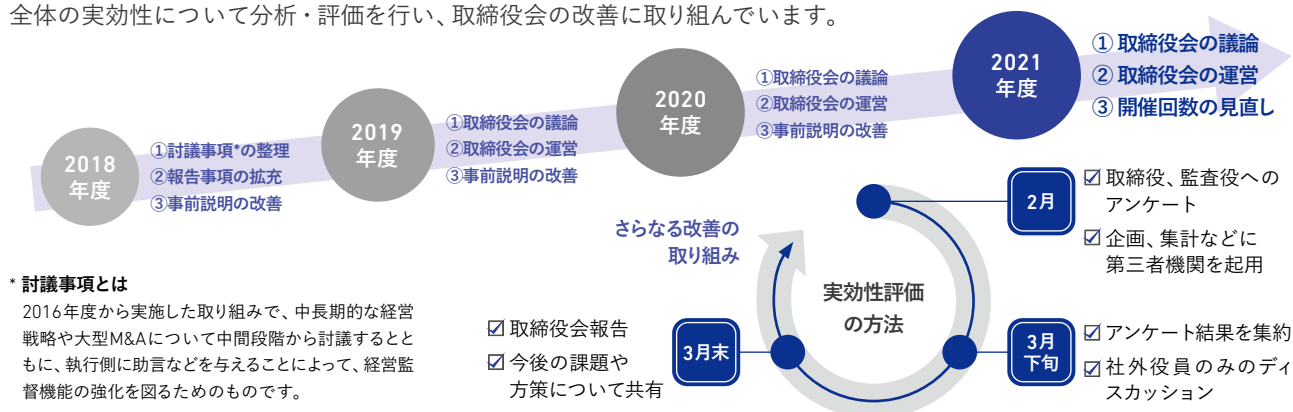 全体の実効性について分析・評価を行い、取締役会の改善に取り組んでいます。
2018
年度
①討議事項*の整理
②報告事項の拡充
③事前説明の改善
2019
年度
①取締役会の議論
②取締役会の運営
③事前説明の改善
2020
年度
①取締役会の議論
②取締役会の運営
③事前説明の改善
2021
年度
① 取締役会の議論
② 取締役会の運営
③ 開催回数の見直し
* 討議事項とは
2016年度から実施した取り組みで、中長期的な経営
戦略や大型M&Aについて中間段階から討議するとと
もに、執行側に助言などを与えることによって、経営監
督機能の強化を図るためのものです。
実効性評価
の方法
2月
取締役、監査役への
アンケート
企画、集計などに
第三者機関を起用
3月
下旬
アンケート結果を集約
社外役員のみのディ
スカッション
3月末
取締役会報告
今後の課題や
方策について共有
さらなる改善の
取り組み